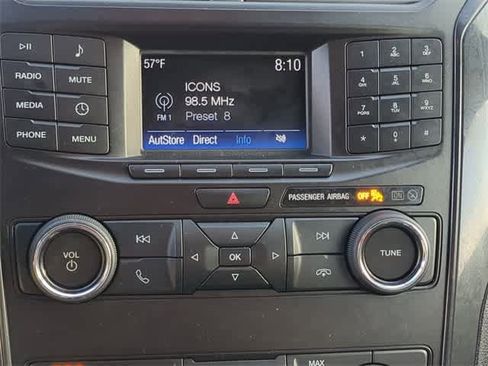 57°F 8:10
ICONS
98.5 MHz
FM 1 Preset 8
AutoStore Direct Info
RADIO MUTE
MEDIA
PHONE MENU
1 2 ABC 3 DEF
4 GHI 5 JKL 6 MNO
7 PQRS 8 TUV 9 WXYZ
* 0 + #
PASSENGER AIRBAG OFF ON
VOL
OK
TUNE
MAX